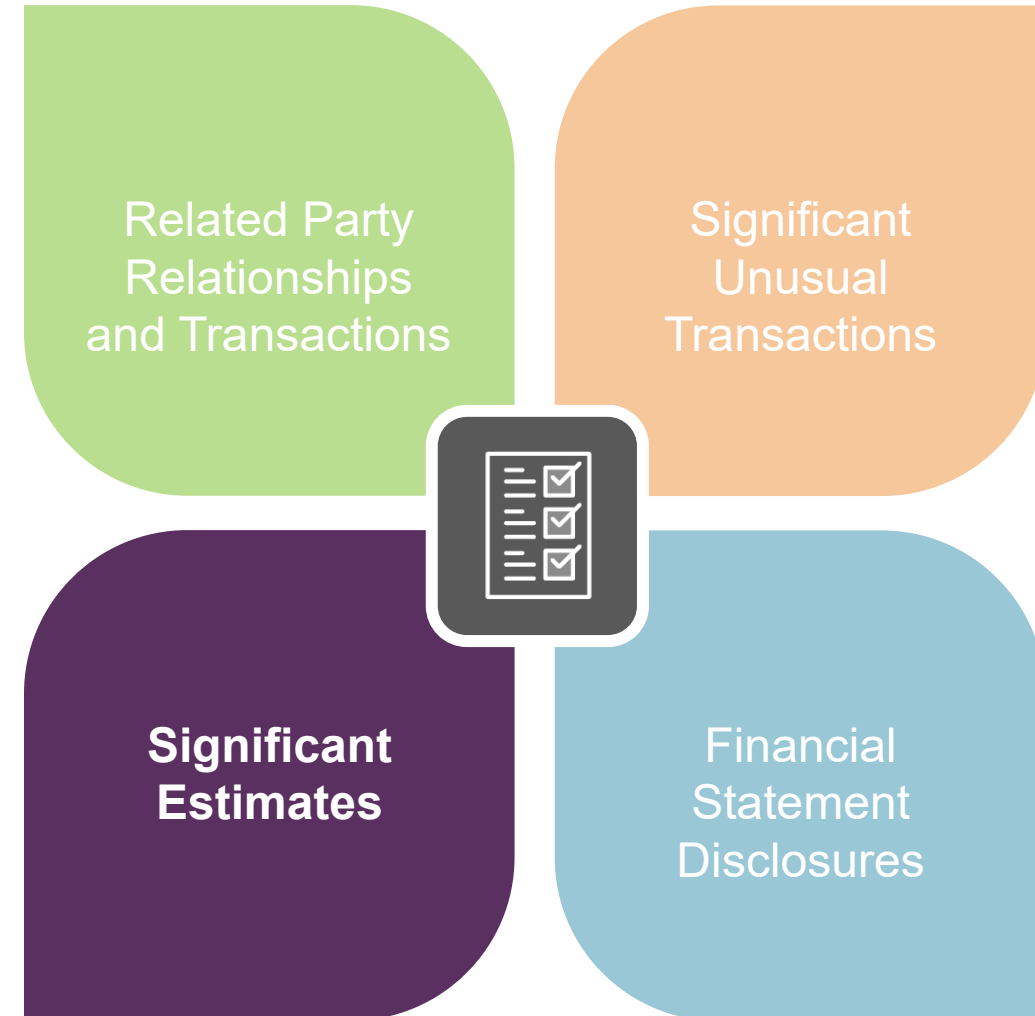 Related Party
Relationships
and Transactions
Significant
Unusual
Transactions
Significant
Estimates
Financial
Statement
Disclosures